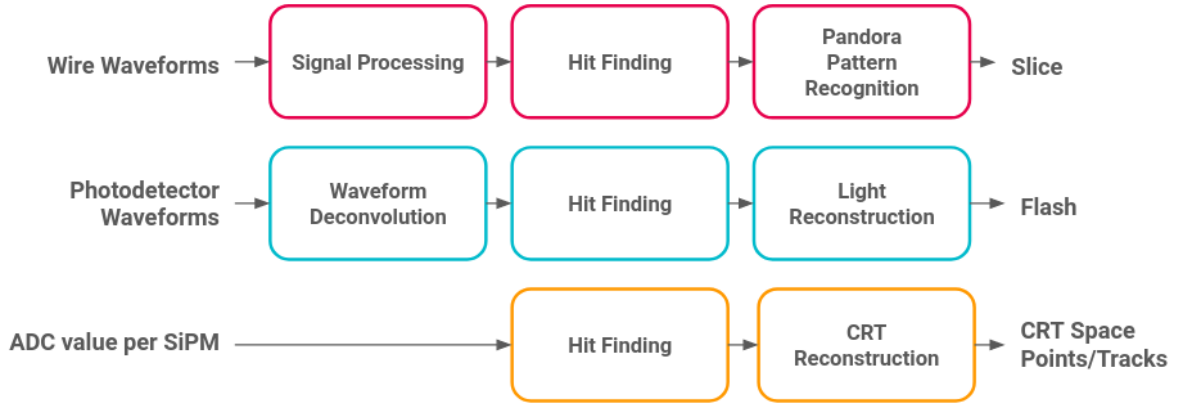 Wire Waveforms
Signal Processing
Hit Finding
Pandora
Pattern
Recognition
Slice
Photodetector
Waveforms
Waveform
Deconvolution
Hit Finding
Light
Reconstruction
Flash
ADC value per SiPM
Hit Finding
CRT
Reconstruction
CRT Space
Points/Tracks